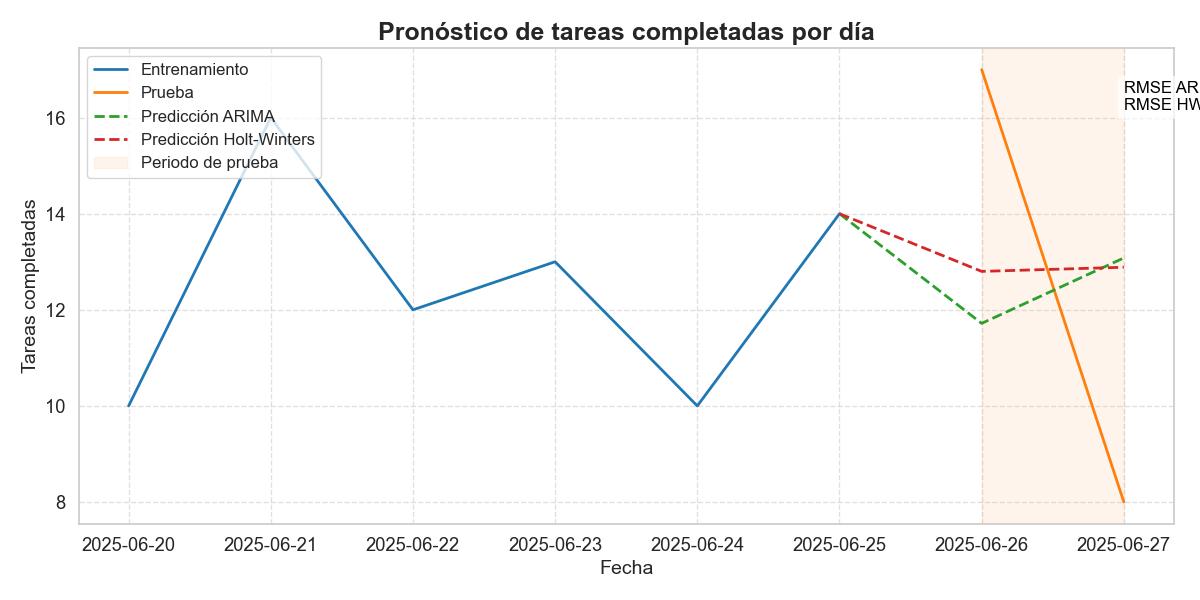 Pronóstico de tareas completadas por día
Entrenamiento
Prueba
Predicción ARIMA
Predicción Holt-Winters
Periodo de prueba
RMSE AR
RMSE HW
Tareas completadas
16
14
12
10
8
2025-06-20 2025-06-21 2025-06-22 2025-06-23 2025-06-24 2025-06-25 2025-06-26 2025-06-27
Fecha